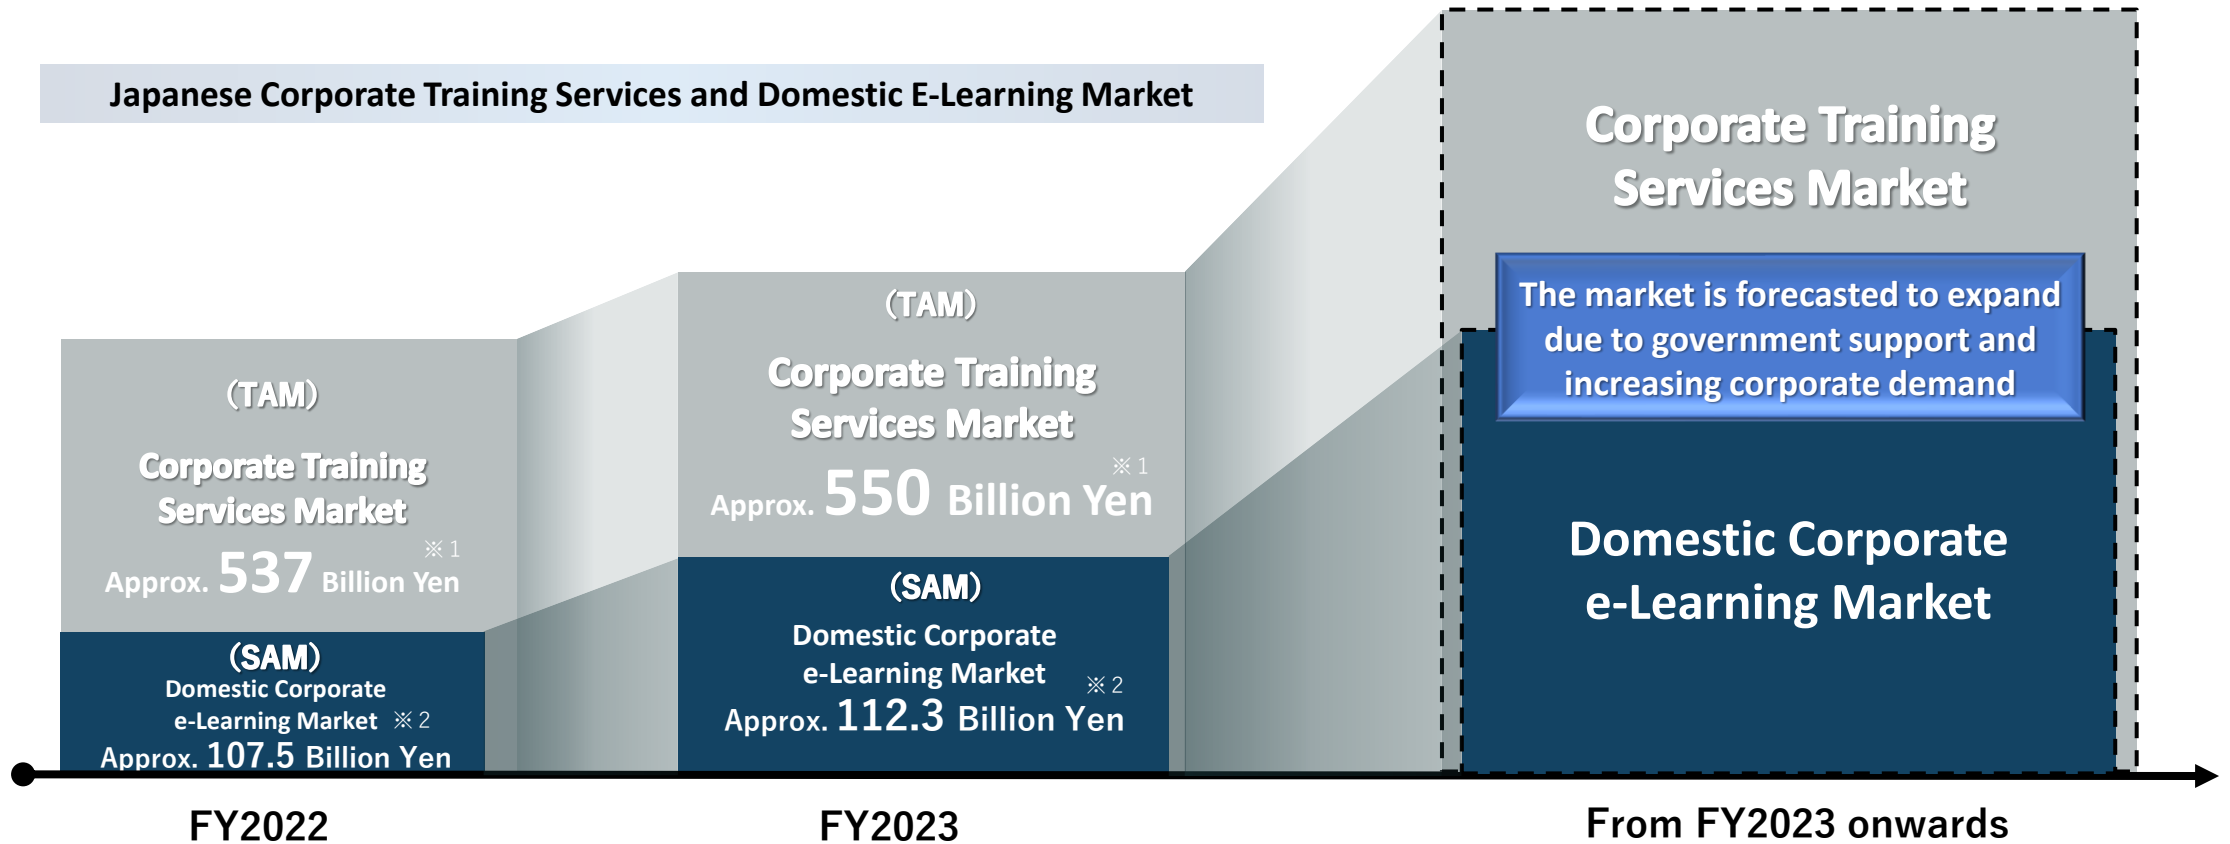 Japanese Corporate Training Services and Domestic E-Learning Market
（TAM）
Corporate Training
Services Market
※1
Approx. 537 Billion Yen
（SAM）
Domestic Corporate
e-Learning Market ※2
Approx. 107.5 Billion Yen
FY2022
（TAM）
Corporate Training
Services Market
※1
Approx. 550 Billion Yen
（SAM）
Domestic Corporate
e-Learning Market
※2
Approx. 112.3 Billion Yen
FY2023
Corporate Training
Services Market
The market is forecasted to expand
due to government support and
increasing corporate demand
Domestic Corporate
e-Learning Market
From FY2023 onwards